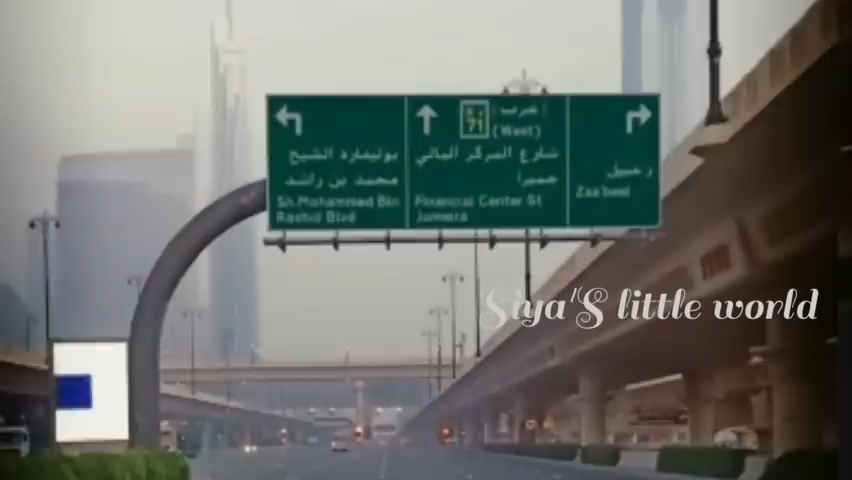 بوليفارد الشيخ
محمد بن راشد
Sh.Mohammed Bin
Rashid Blvd
71
(غرب)
(West)
شارع المركز المالي
جميرا
Financial Center St
Jumeira
زعبيل
Zaa'beel
Siya'S little world